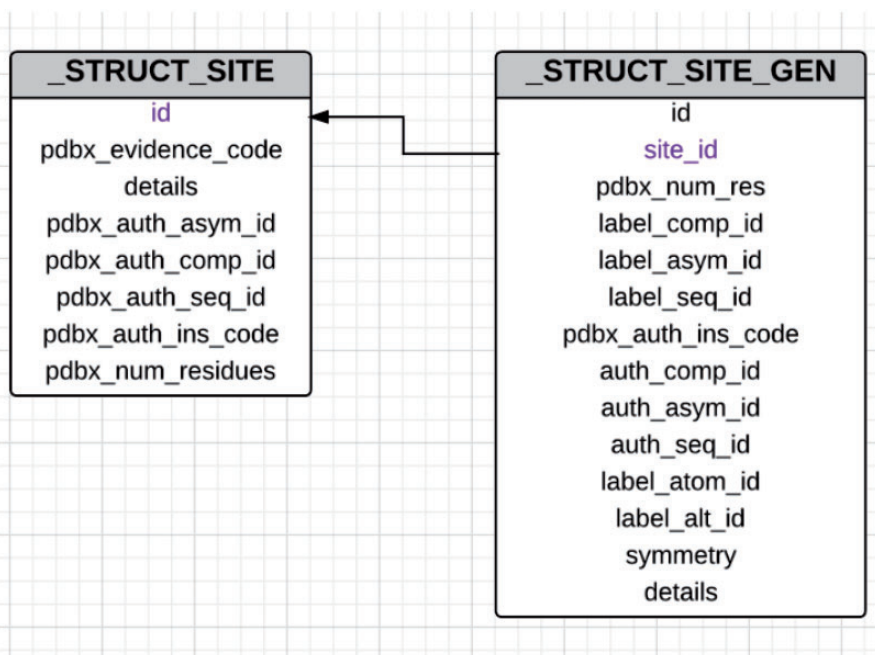 _STRUCT_SITE
id
pdbx_evidence_code
details
pdbx_auth_asym_id
pdbx_auth_comp_id
pdbx_auth_seq_id
pdbx_auth_ins_code
pdbx_num_residues
_STRUCT_SITE_GEN
id
site_id
pdbx_num_res
label_comp_id
label_asym_id
label_seq_id
pdbx_auth_ins_code
auth_comp_id
auth_asym_id
auth_seq_id
label_atom_id
label_alt_id
symmetry
details